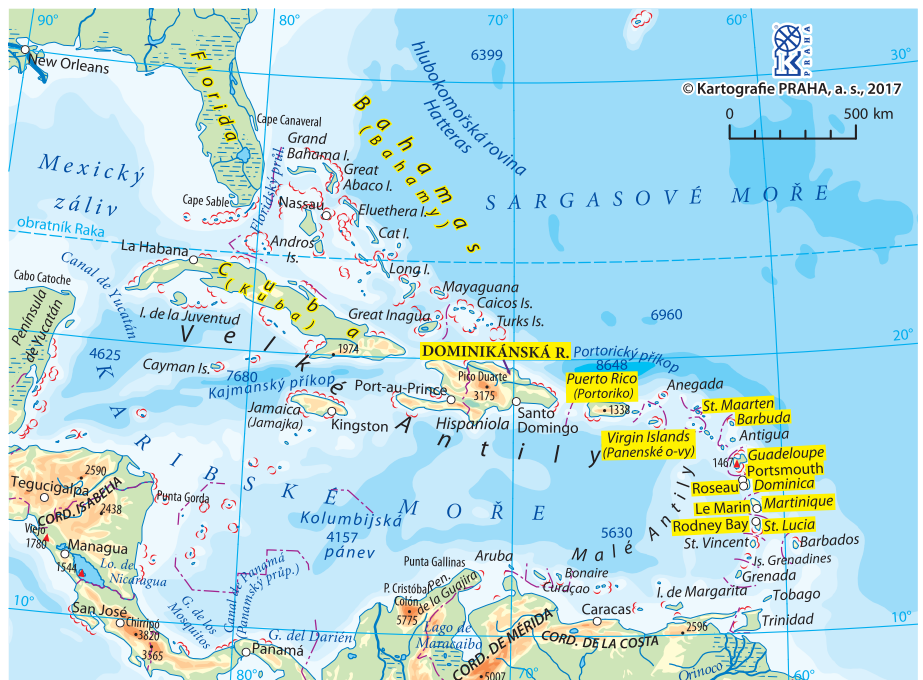 90°
80°
70°
60°
30°
6399
hlubokomořská rovina
Hatteras
K
PRAHA
© Kartografie PRAHA, a. s., 2017
0
500 km
New Orleans
Florida
Bahamas
(Bahamy)
Cape Canaveral
Grand
Bahama I.
Great
Abaco I.
Mexický
záliv
Cape Sable
Floridský průl.
Nassau
Eluethera I.
SARGASOVÉ MOŘE
obratník Raka
Cat I.
La Habana
Andros
Is.
Long I.
Cabo Catoche
Canal de Yucatán
Cuba
(Kuba)
Mayaguana
Caicos Is.
Península
de Yucatán
I. de la Juventud
Great Inagua
Turks Is.
6960
20°
Velké
Antily
1974
4625
DOMINIKÁNSKÁ R.
Portorický příkop
8648
Cayman Is.
7680
Kajmanský příkop
Pico Duarte
3175
Puerto Rico
(Portoriko)
1338
Anegada
Port-au-Prince
St. Maarten
Barbuda
Jamaica
(Jamajka)
Kingston
Hispaniola
Santo
Domingo
Virgin Islands
(Panenské o-vy)
Antigua
KARIBSKÉ MOŘE
2590
1467
Guadeloupe
Portsmouth
Tegucigalpa
CORD. ISABELIA
2438
Punta Gorda
Roseau
Dominica
Le Marin
Martinique
Viejo
1780
Kolumbijská
4157
pánev
5630
Malé Antily
Rodney Bay
St. Lucia
Managua
1544
Lo. de
Nicaragua
St. Vincent
Barbados
Is. Grenadines
Punta Gallinas
Aruba
Bonaire
Curaçao
Grenada
Pen.
de la Guajira
P. Cristóbal
Colón
5775
I. de Margarita
Tobago
10°
10°
San José
Chirripó
3820
3565
G. de los
Mosquitos
Canal de Panamá
(Panamský průp.)
Caracas
2596
Trinidad
G. del Darién
Lago de
Maracaibo
CORD. DE MÉRIDA
CORD. DE LA COSTA
Panamá
5007
Orinoco
80°
70°
60°